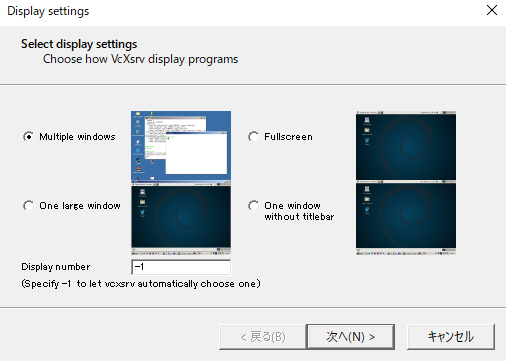 Display settings
Select display settings
Choose how VcXsrv display programs
Multiple windows
Fullscreen
One large window
One window
without titlebar
Display number
-1
(Specify -1 to let vcxsrv automatically choose one)
< 戻る(B)
次へ(N) >
キャンセル